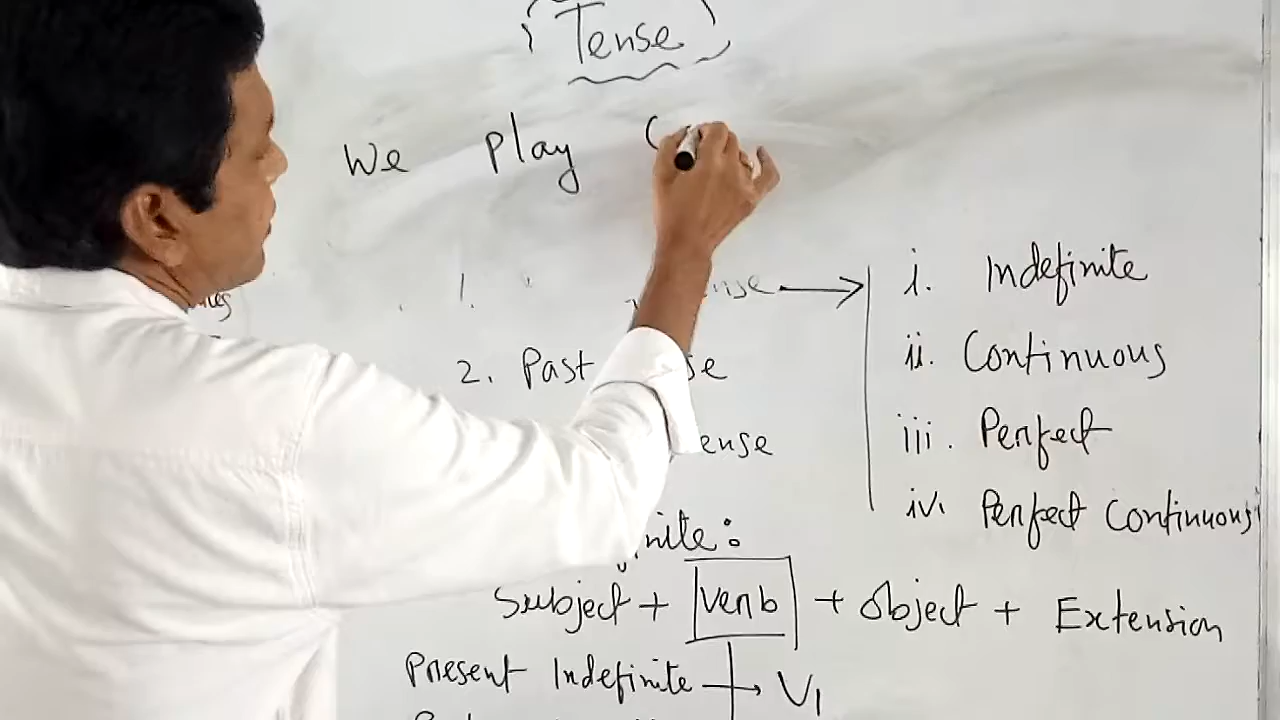 Tense
We play
1.
i. Indefinite
2. Past
ii. Continuous
iii. Perfect
iv. Perfect Continuous
Subject + Verb + Object + Extension
Present Indefinite → V1